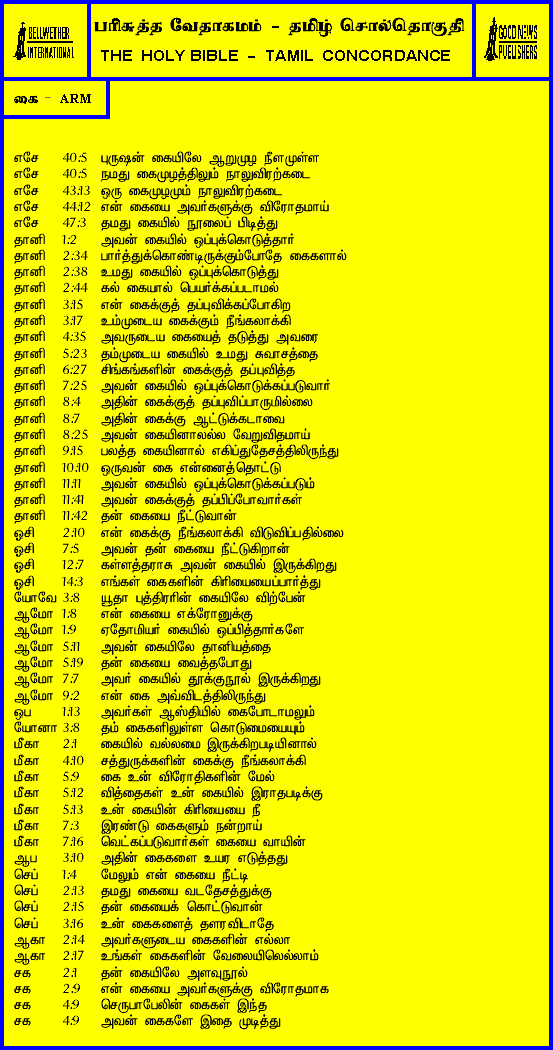 BELLWETHER
INTERNATIONAL
பரிசுத்த வேதாகமம் - தமிழ் சொல்தொகுதி
THE HOLY BIBLE - TAMIL CONCORDANCE
GOOD NEWS
PUBLISHERS
கை - ARM
எசே 40:5 புருஷன் கையிலே ஆறுமுழ நீளமுள்ள
எசே 40:5 நமது கைமுழத்திலும் நாலுவிரற்கடை
எசே 43:13 ஒரு கைமுழமும் நாலுவிரற்கடை
எசே 44:12 என் கையை அவர்களுக்கு விரோதமாய்
எசே 47:3 தமது கையில் நூலைப் பிடித்து
தானி 1:2 அவன் கையில் ஒப்புக்கொடுத்தார்
தானி 2:34 பார்த்துக்கொண்டிருக்கும்போதே கைகளால்
தானி 2:38 உமது கையில் ஒப்புக்கொடுத்து
தானி 2:44 கல் கையால் பெயர்க்கப்படாமல்
தானி 3:15 என் கைக்குத் தப்புவிக்கப்போகிற
தானி 3:17 உம்முடைய கைக்கும் நீங்கலாக்கி
தானி 4:35 அவருடைய கையைத் தடுத்து அவரை
தானி 5:23 தம்முடைய கையில் உமது சுவாசத்தை
தானி 6:27 சிங்கங்களின் கைக்குத் தப்புவித்த
தானி 7:25 அவன் கையில் ஒப்புக்கொடுக்கப்படுவார்
தானி 8:4 அதின் கைக்குத் தப்புவிப்பாருமில்லை
தானி 8:7 அதின் கைக்கு ஆட்டுக்கடாவை
தானி 8:25 அவன் கையினாலல்ல வேறுவிதமாய்
தானி 9:15 பலத்த கையினால் எகிப்துதேசத்திலிருந்து
தானி 10:10 ஒருவன் கை என்னைத்தொட்டு
தானி 11:11 அவன் கையில் ஒப்புக்கொடுக்கப்படும்
தானி 11:41 அவன் கைக்குத் தப்பிப்போவார்கள்
தானி 11:42 தன் கையை நீட்டுவான்
ஓசி 2:10 என் கைக்கு நீங்கலாக்கி விடுவிப்பதில்லை
ஓசி 7:5 அவன் தன் கையை நீட்டுகிறான்
ஓசி 12:7 கள்ளத்தராசு அவன் கையில் இருக்கிறது
ஓசி 14:3 எங்கள் கைகளின் கிரியையைப்பார்த்து
யோவே 3:8 யூதா புத்திரரின் கையிலே விற்பேன்
ஆமோ 1:8 என் கையை எக்ரோனுக்கு
ஆமோ 1:9 ஏதோமியர் கையில் ஒப்பித்தார்களே
ஆமோ 5:11 அவன் கையிலே தானியத்தை
ஆமோ 5:19 தன் கையை வைத்தபோது
ஆமோ 7:7 அவர் கையில் தூக்குநூல் இருக்கிறது
ஆமோ 9:2 என் கை அவ்விடத்திலிருந்து
ஒப 1:13 அவர்கள் ஆஸ்தியில் கைபோடாமலும்
யோனா 3:8 தம் கைகளிலுள்ள கொடுமையையும்
மீகா 2:1 கையில் வல்லமை இருக்கிறபடியினால்
மீகா 4:10 சத்துருக்களின் கைக்கு நீங்கலாக்கி
மீகா 5:9 கை உன் விரோதிகளின் மேல்
மீகா 5:12 வித்தைகள் உன் கையில் இராதபடிக்கு
மீகா 5:13 உன் கையின் கிரியையை நீ
மீகா 7:3 இரண்டு கைகளும் நன்றாய்
மீகா 7:16 வெட்கப்படுவார்கள் கையை வாயின்
ஆப 3:10 அதின் கைகளை உயர எடுத்தது
செப் 1:4 மேலும் என் கையை நீட்டி
செப் 2:13 தமது கையை வடதேசத்துக்கு
செப் 2:15 தன் கையைக் கொட்டுவான்
செப் 3:16 உன் கைகளைத் தளரவிடாதே
ஆகா 2:14 அவர்களுடைய கைகளின் எல்லா
ஆகா 2:17 உங்கள் கைகளின் வேலையிலெல்லாம்
சக 2:1 தன் கையிலே அளவுநூல்
சக 2:9 என் கையை அவர்களுக்கு விரோதமாக
சக 4:9 செருபாபேலின் கைகள் இந்த
சக 4:9 அவன் கைகளே இதை முடித்து